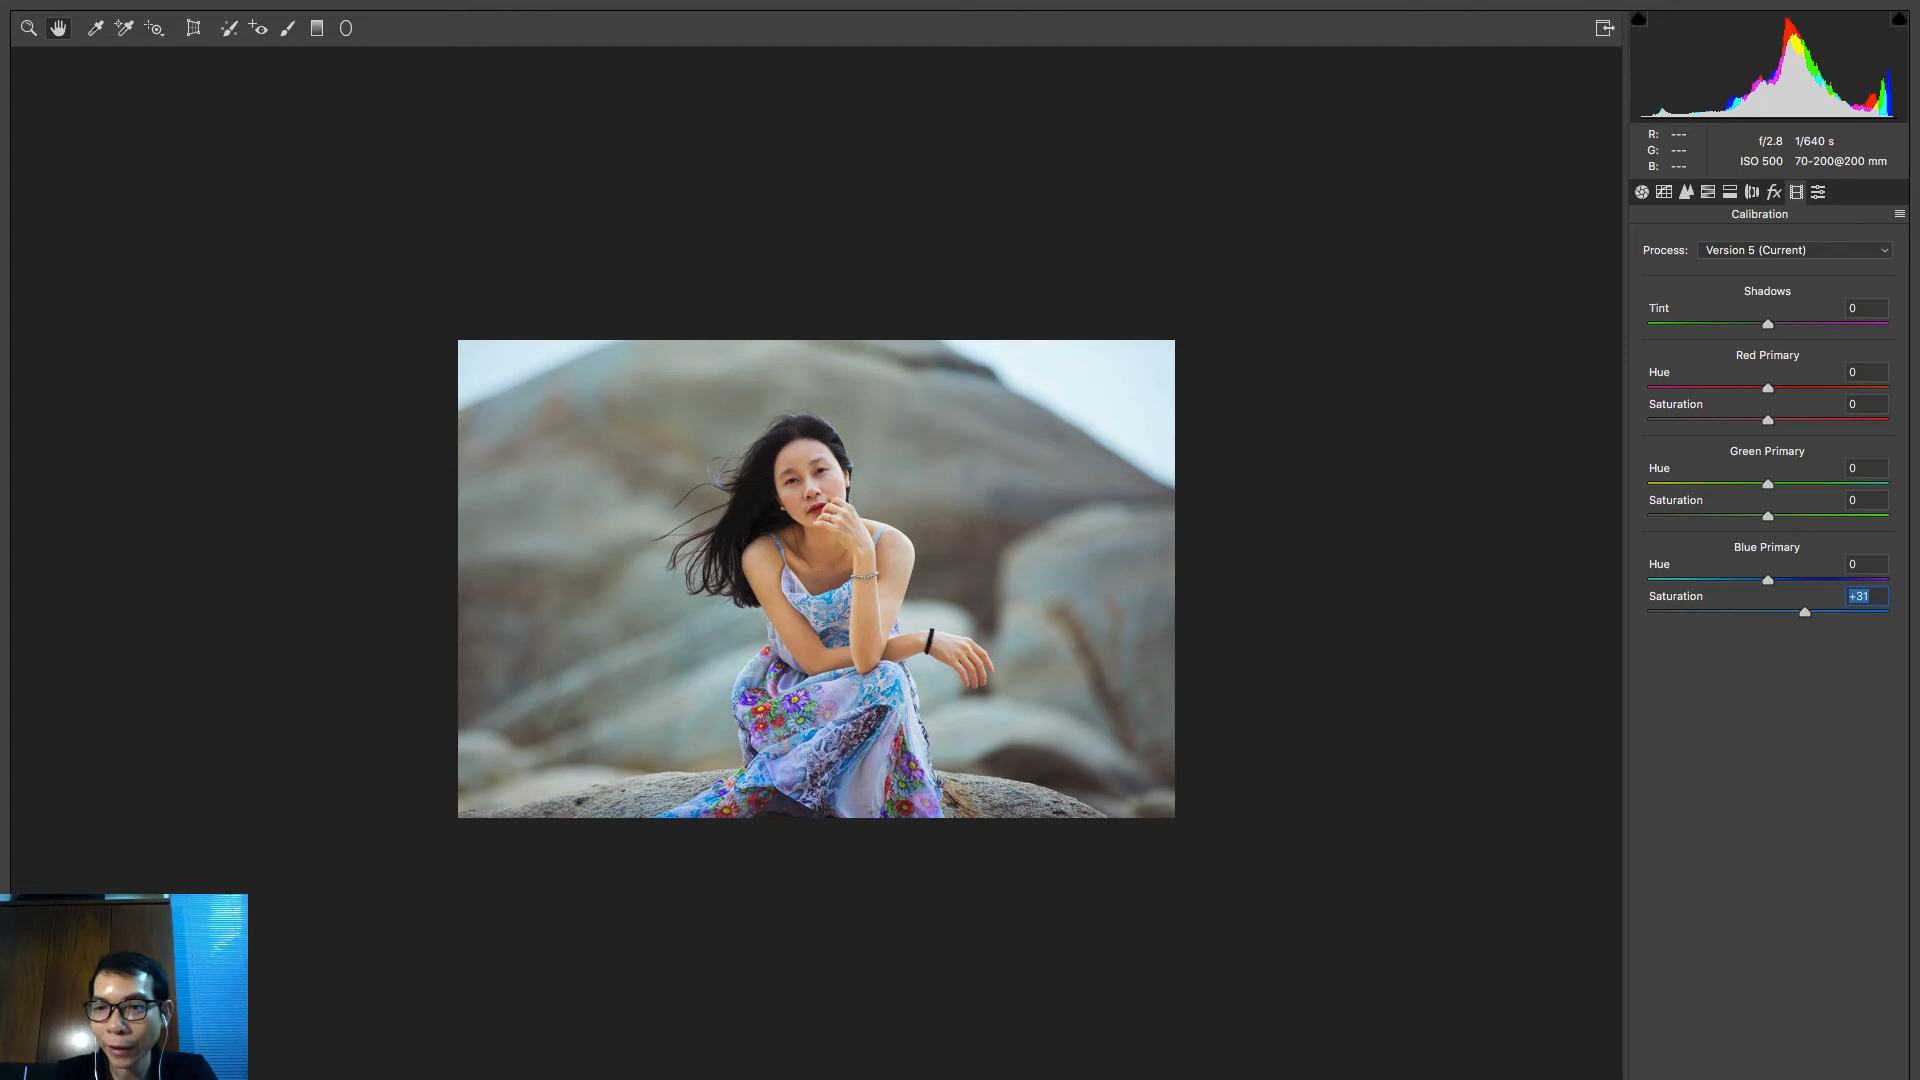 R: ---
G: ---
B: ---
f/2.8 1/640 s
ISO 500 70-200@200 mm
fx
Calibration
Process: Version 5 (Current)
Shadows
Tint 0
Red Primary
Hue 0
Saturation 0
Green Primary
Hue 0
Saturation 0
Blue Primary
Hue 0
Saturation +31